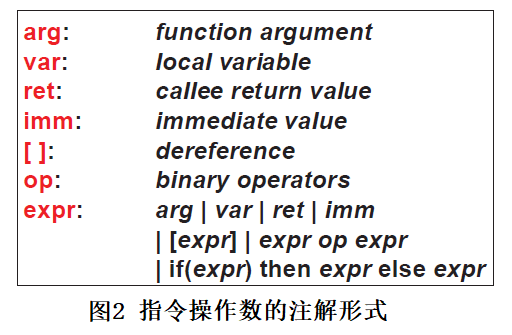 arg: function argument
var: local variable
ret: callee return value
imm: immediate value
[ ]: dereference
op: binary operators
expr: arg | var | ret | imm
| [expr] | expr op expr
| if(expr) then expr else expr
图2 指令操作数的注解形式